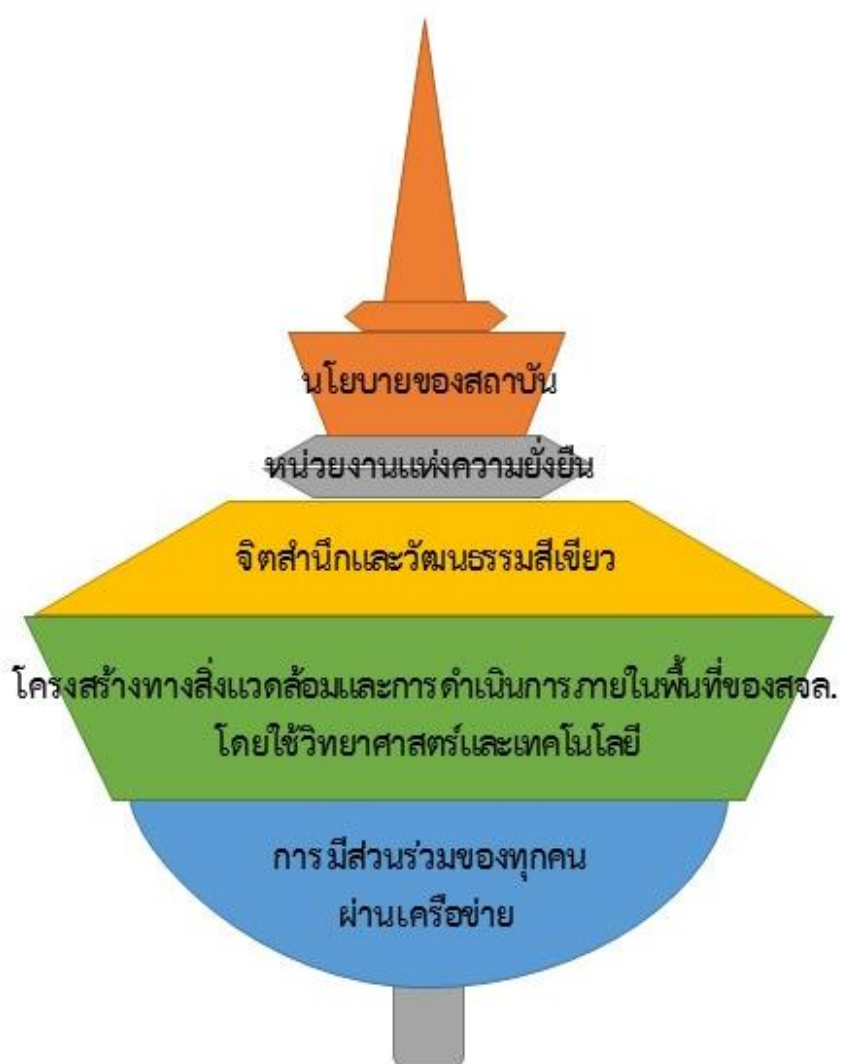 นโยบายของสถาบัน
หน่วยงานแห่งความยั่งยืน
จิตสำนึกและวัฒนธรรมสีเขียว
โครงสร้างทางสิ่งแวดล้อมและการดำเนินการภายในพื้นที่ของสจล.
โดยใช้วิทยาศาสตร์และเทคโนโลยี
การมีส่วนร่วมของทุกคน
ผ่านเครือข่าย